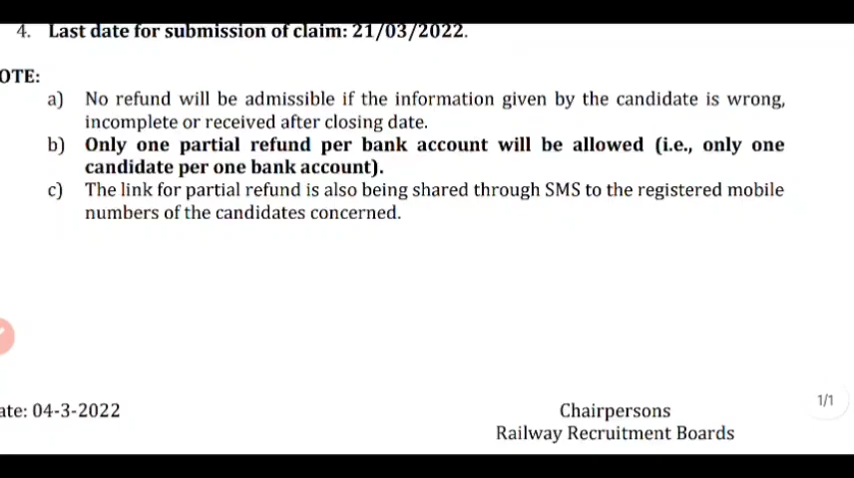 4. Last date for submission of claim: 21/03/2022.
OTE:
a) No refund will be admissible if the information given by the candidate is wrong,
incomplete or received after closing date.
b) Only one partial refund per bank account will be allowed (i.e., only one
candidate per one bank account).
c) The link for partial refund is also being shared through SMS to the registered mobile
numbers of the candidates concerned.
ate: 04-3-2022
Chairpersons
1/1
Railway Recruitment Boards